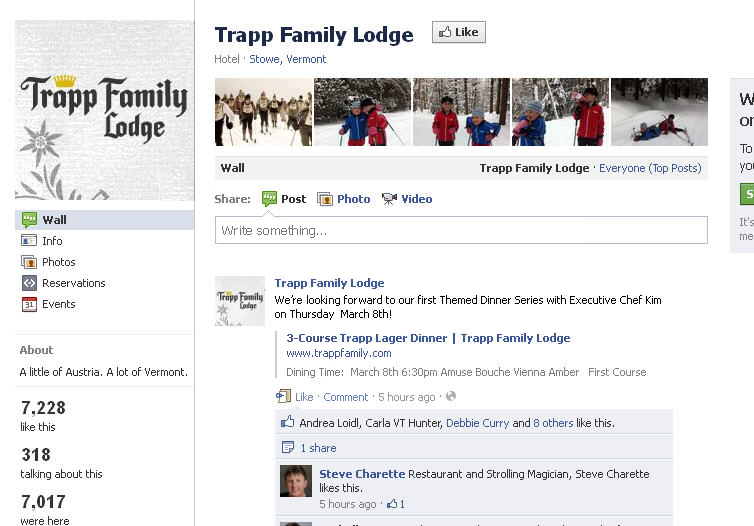 Trapp Family Lodge
Like
Hotel · Stowe, Vermont
Trapp Family
Lodge
Wall
Info
Photos
Reservations
31
Events
About
A little of Austria. A lot of Vermont.
7,228
like this
318
talking about this
7,017
were here
Wall
Trapp Family Lodge · Everyone (Top Posts)
Share: Post Photo Video
Write something...
Trapp Family
Lodge
Trapp Family Lodge
We're looking forward to our first Themed Dinner Series with Executive Chef Kim
on Thursday March 8th!
3-Course Trapp Lager Dinner | Trapp Family Lodge
www.trappfamily.com
Dining Time: March 8th 6:30pm Amuse Bouche Vienna Amber First Course
Like · Comment · 5 hours ago ·
Andrea Loidl, Carla VT Hunter, Debbie Curry and 8 others like this.
1 share
Steve Charette Restaurant and Strolling Magician, Steve Charette
likes this.
5 hours ago · 1
W
on
To
you
S
It's
me